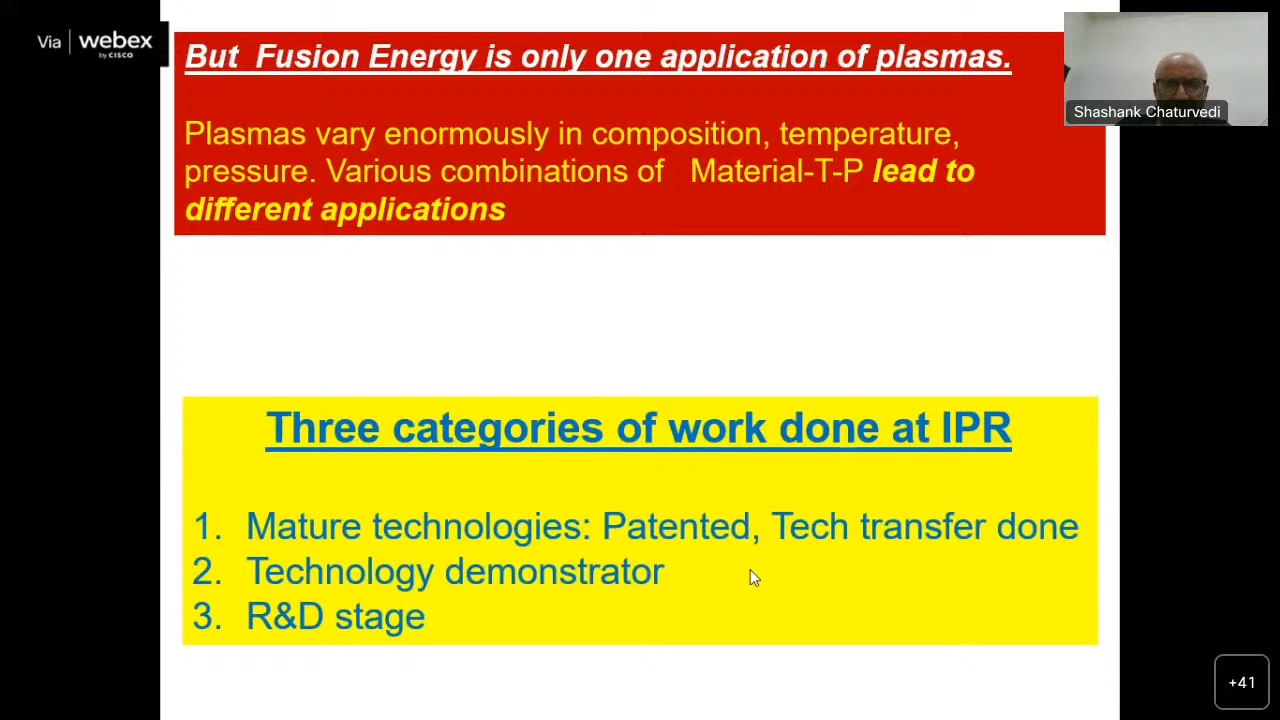 Via webex
by CISCO
But Fusion Energy is only one application of plasmas.
Shashank Chaturvedi
Plasmas vary enormously in composition, temperature,
pressure. Various combinations of Material-T-P lead to
different applications
Three categories of work done at IPR
1. Mature technologies: Patented, Tech transfer done
2. Technology demonstrator
3. R&D stage
+41